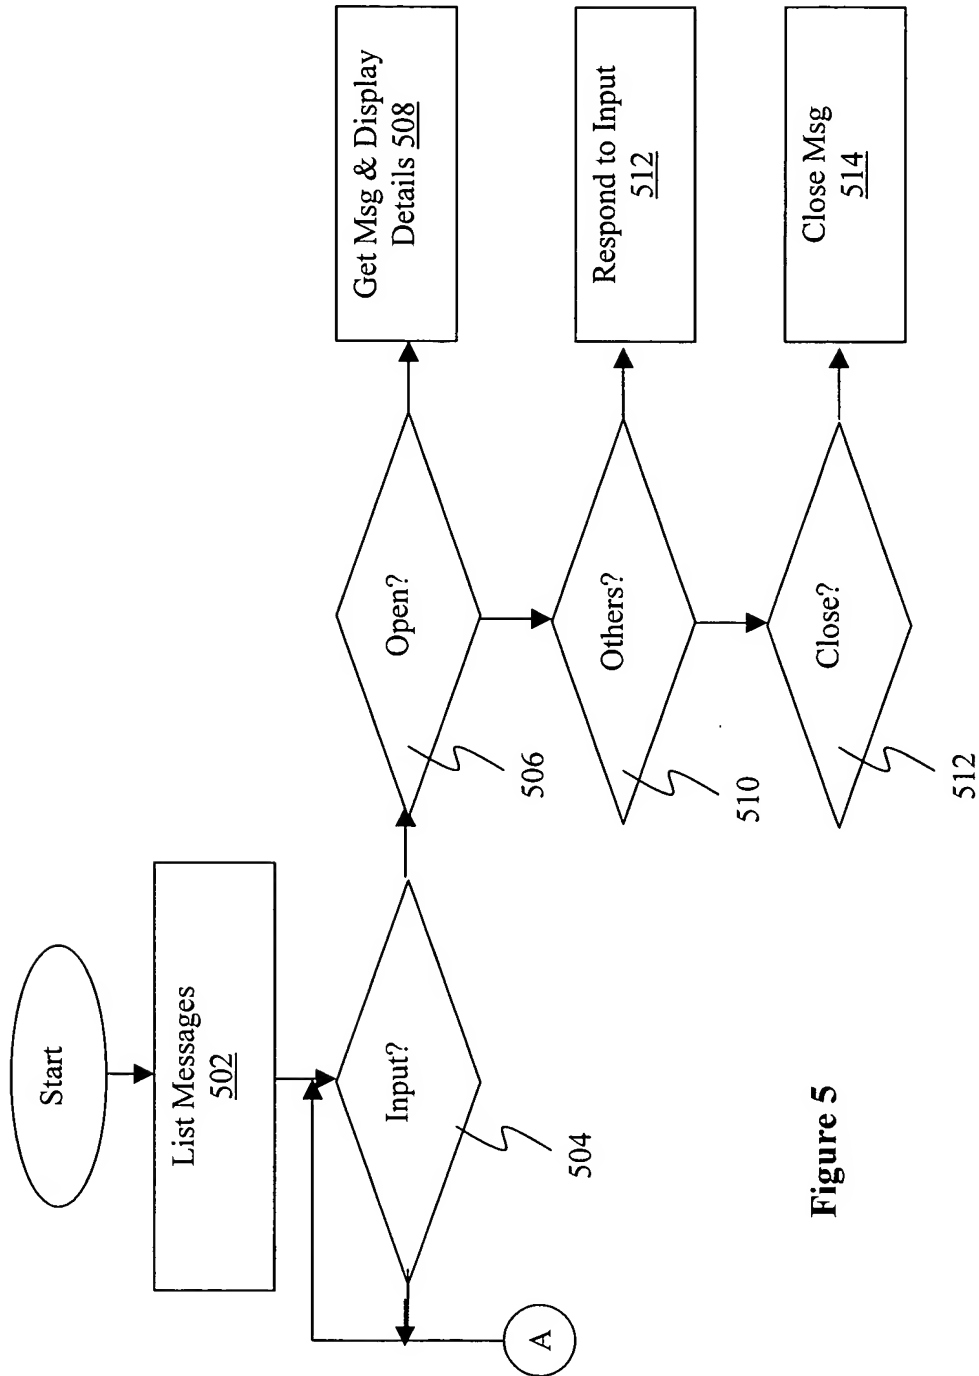 Start
List Messages
502
Input?
504
A
Open?
506
Get Msg & Display
Details 508
Others?
510
Respond to Input
512
Close?
512
Close Msg
514
Figure 5